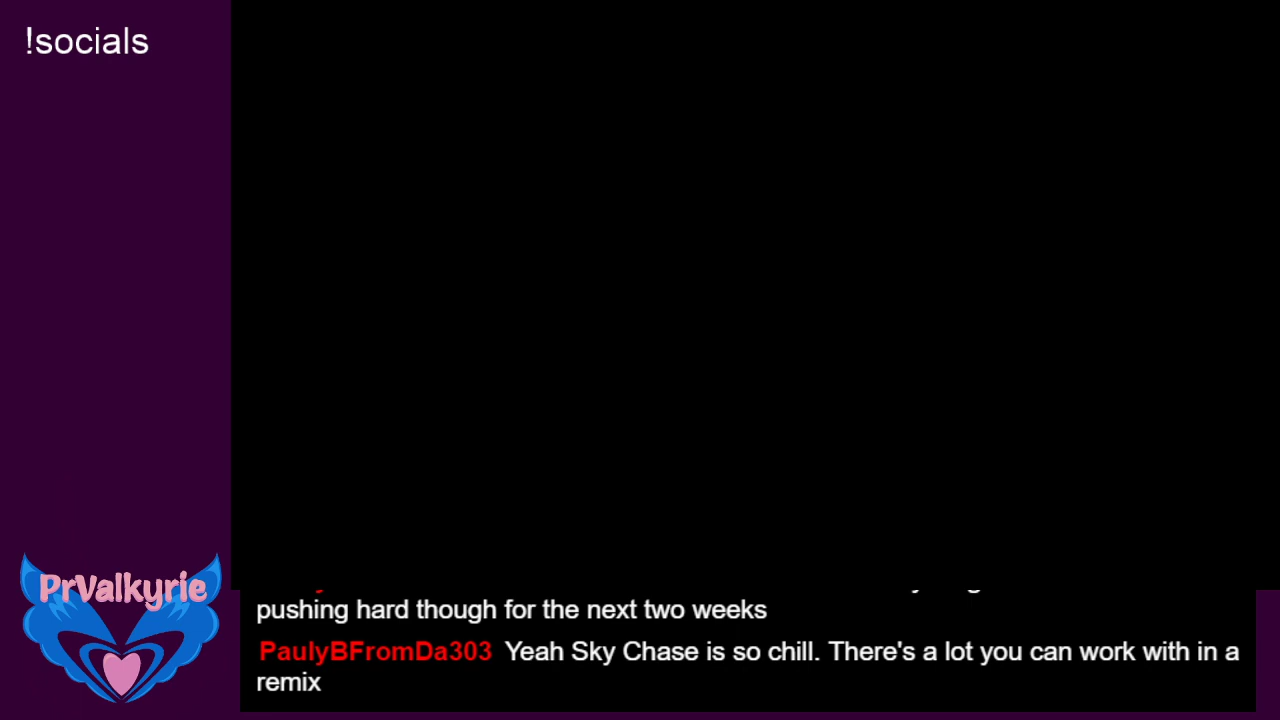 !socials
PrValkyrie
pushing hard though for the next two weeks
PaulyBFromDa303 Yeah Sky Chase is so chill. There's a lot you can work with in a
remix